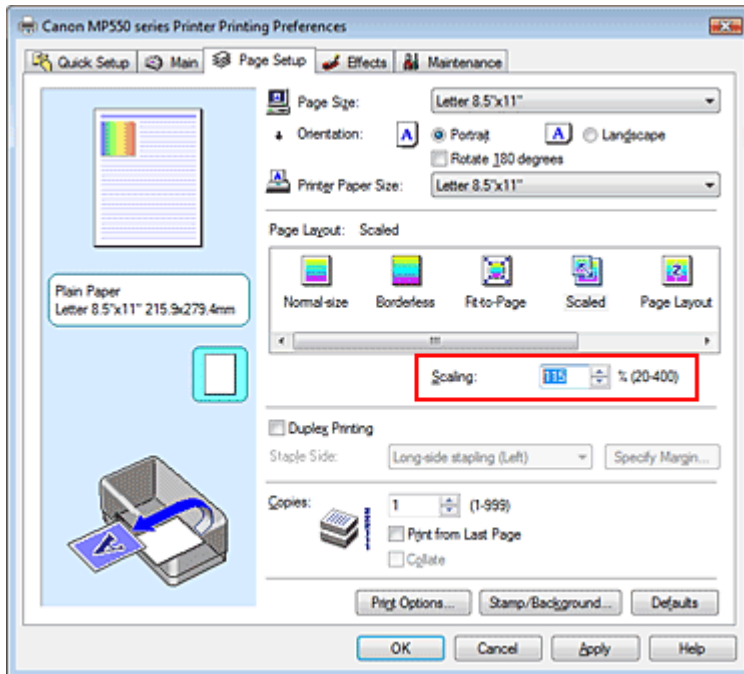 Canon MP550 series Printer Printing Preferences
Quick Setup Main Page Setup Effects Maintenance
Page Size: Letter 8.5"x11"
Orientation: A Portrait A Landscape
Rotate 180 degrees
Printer Paper Size: Letter 8.5"x11"
Page Layout: Scaled
Normal-size Borderless Fit-to-Page Scaled Page Layout
Plain Paper
Letter 8.5"x11" 215.9x279.4mm
Scaling: 115 % (20-400)
Duplex Printing
Staple Side: Long-side stapling (Left) Specify Margin...
Copies: 1 (1-999)
Print from Last Page
Collate
Print Options... Stamp/Background... Defaults
OK Cancel Apply Help